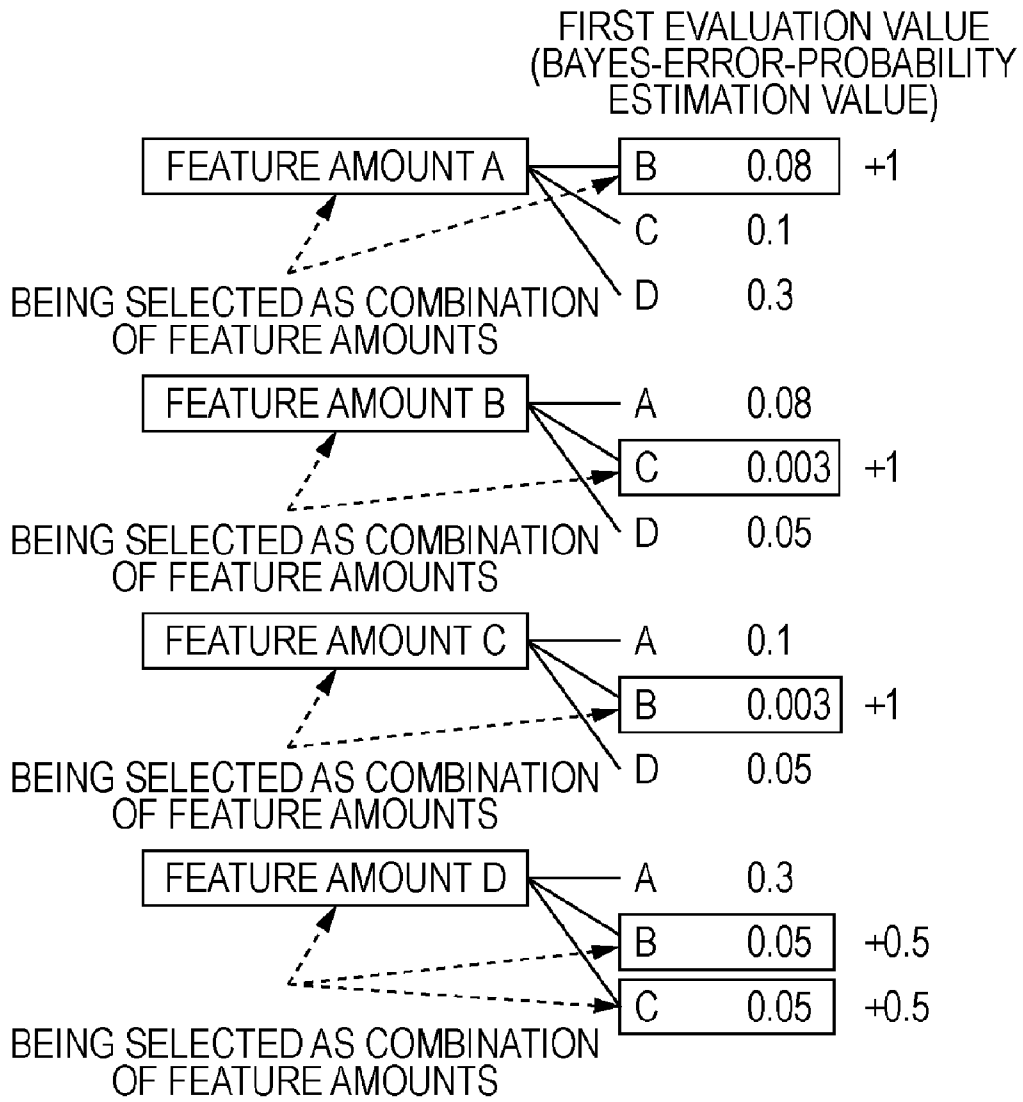 FIRST EVALUATION VALUE
(BAYES-ERROR-PROBABILITY
ESTIMATION VALUE)
FEATURE AMOUNT A
B 0.08 +1
C 0.1
D 0.3
BEING SELECTED AS COMBINATION
OF FEATURE AMOUNTS
FEATURE AMOUNT B
A 0.08
C 0.003 +1
D 0.05
BEING SELECTED AS COMBINATION
OF FEATURE AMOUNTS
FEATURE AMOUNT C
A 0.1
B 0.003 +1
D 0.05
BEING SELECTED AS COMBINATION
OF FEATURE AMOUNTS
FEATURE AMOUNT D
A 0.3
B 0.05 +0.5
C 0.05 +0.5
BEING SELECTED AS COMBINATION
OF FEATURE AMOUNTS